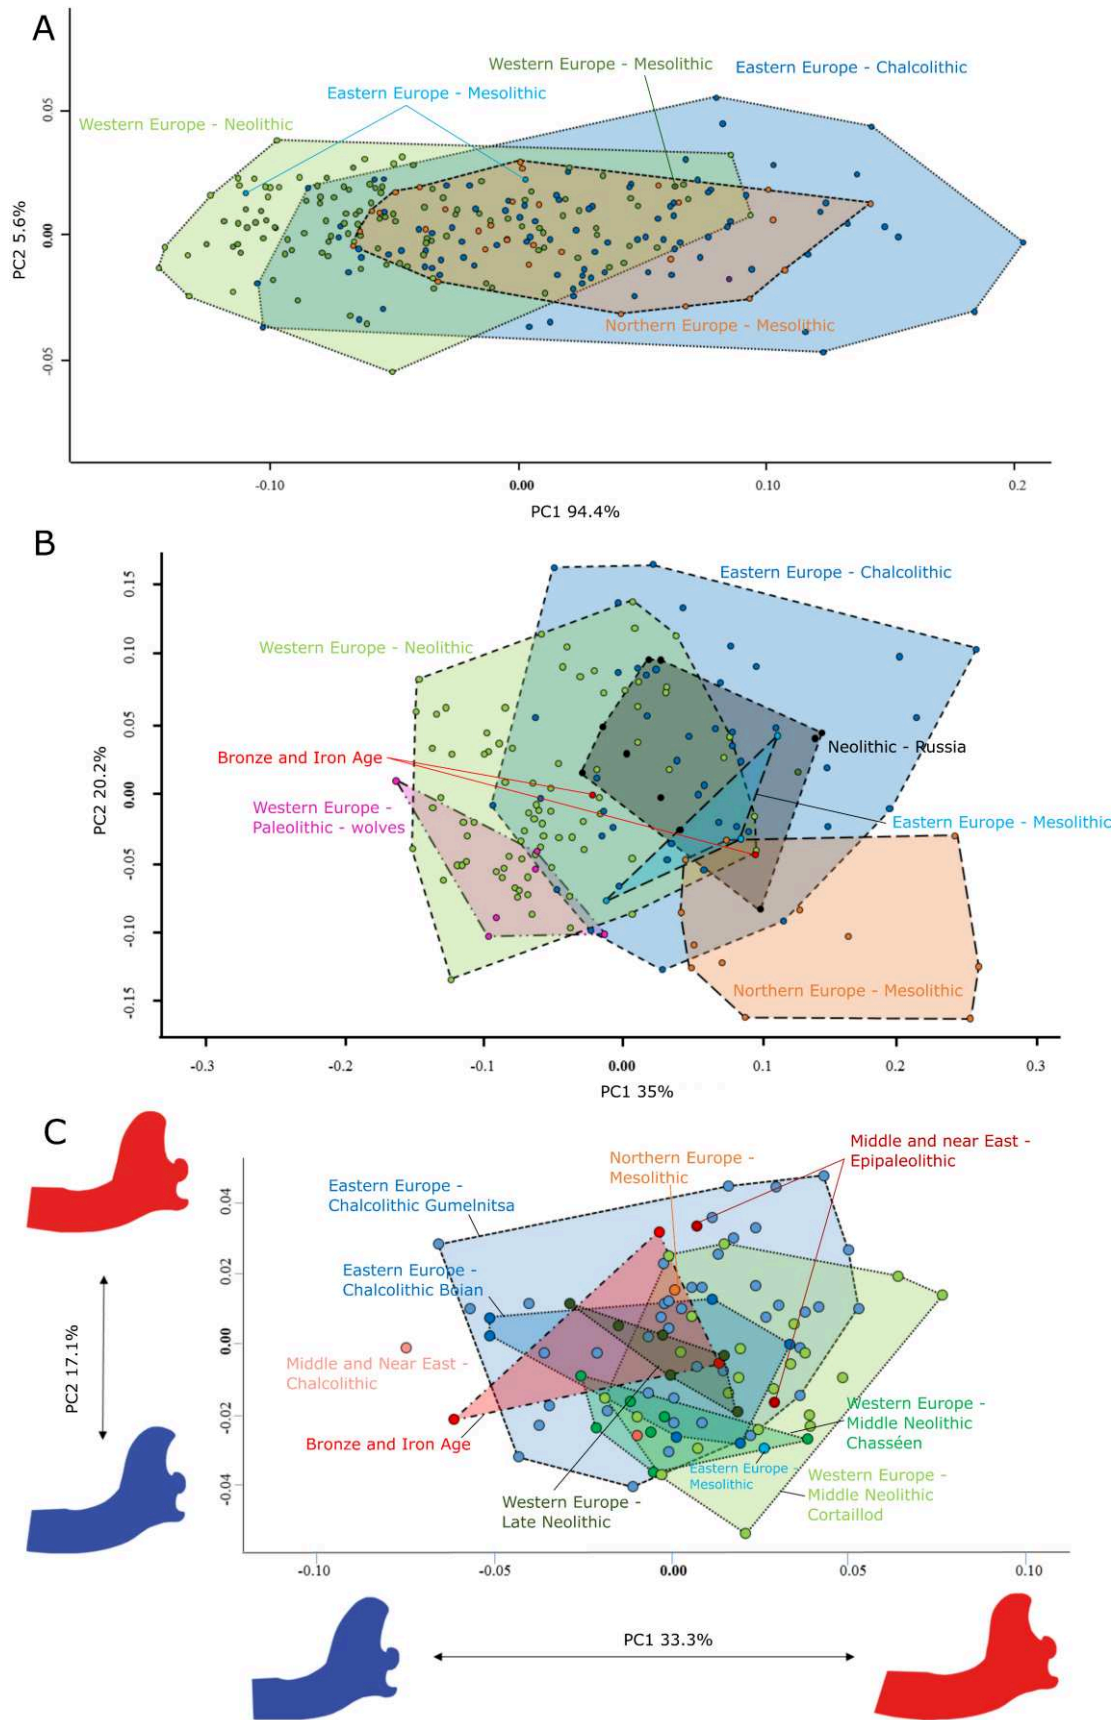 A
Western Europe - Mesolithic
Eastern Europe - Chalcolithic
Eastern Europe - Mesolithic
Western Europe - Neolithic
Northern Europe - Mesolithic
PC2 5.6%
0.05
0.00
-0.05
-0.10
0.00
0.10
0.2
PC1 94.4%
B
Eastern Europe - Chalcolithic
Western Europe - Neolithic
Neolithic - Russia
Bronze and Iron Age
Western Europe -
Paleolithic - wolves
Eastern Europe - Mesolithic
Northern Europe - Mesolithic
PC2 20.2%
0.15
0.10
0.05
0.00
-0.05
-0.10
-0.15
-0.3
-0.2
-0.1
0.00
0.1
0.2
0.3
PC1 35%
C
Middle and near East -
Epipaleolithic
Northern Europe -
Mesolithic
Eastern Europe -
Chalcolithic Gumelnitsa
Eastern Europe -
Chalcolithic Boian
Middle and Near East -
Chalcolithic
Bronze and Iron Age
Western Europe -
Middle Neolithic
Chasséen
Eastern Europe -
Mesolithic
Western Europe -
Middle Neolithic
Cortaillod
Western Europe -
Late Neolithic
PC2 17.1%
0.04
0.02
0.00
-0.02
-0.04
-0.10
-0.05
0.00
0.05
0.10
PC1 33.3%